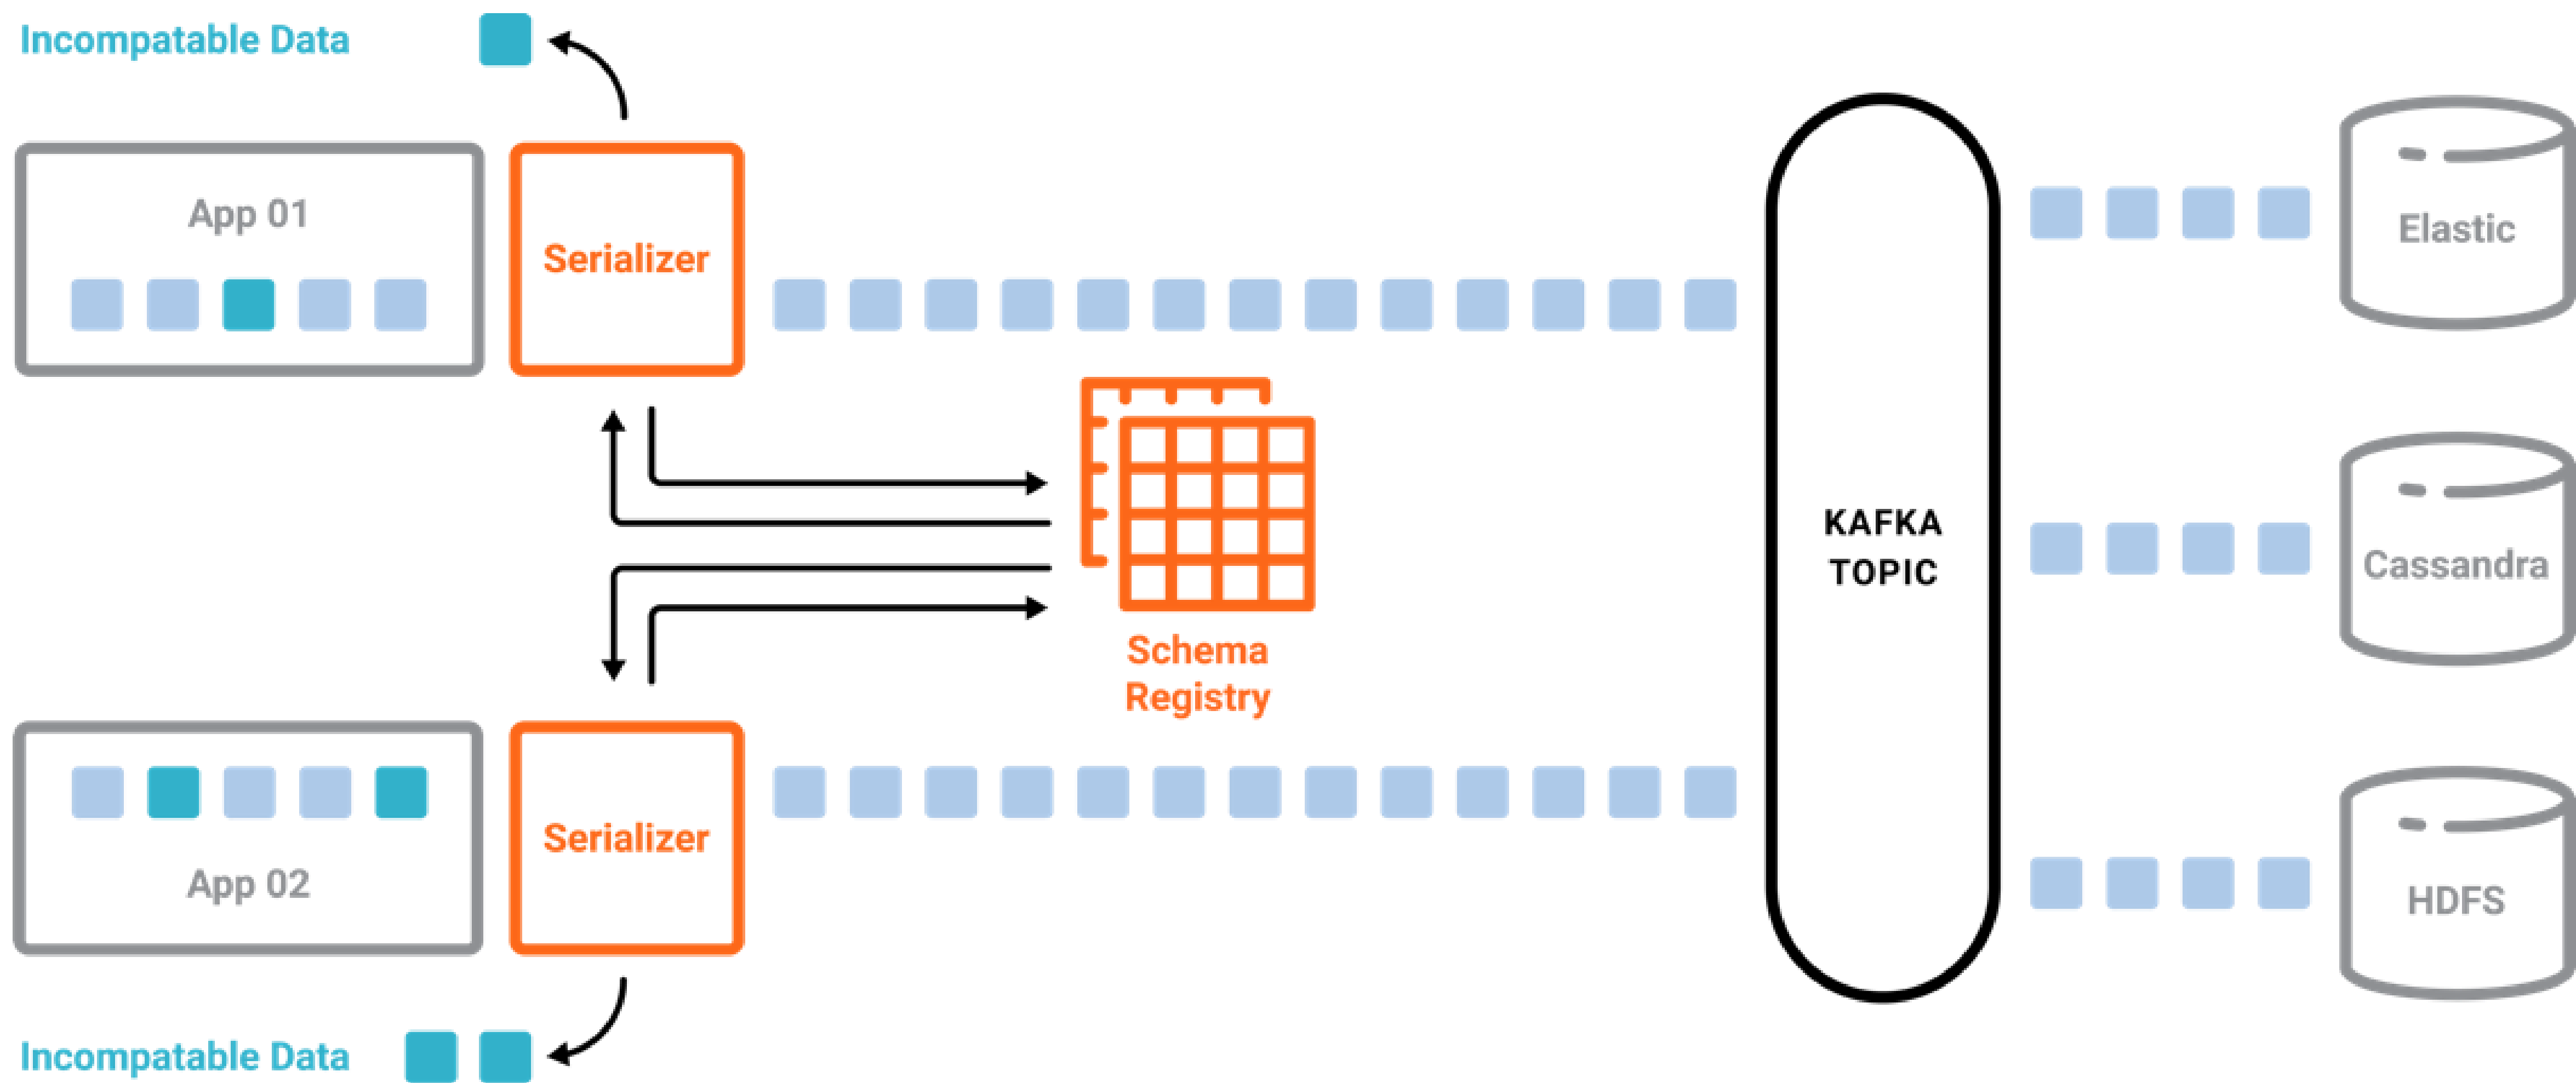 Incompatable Data
App 01
Serializer
Elastic
KAFKA
TOPIC
Cassandra
Schema
Registry
App 02
Serializer
HDFS
Incompatable Data